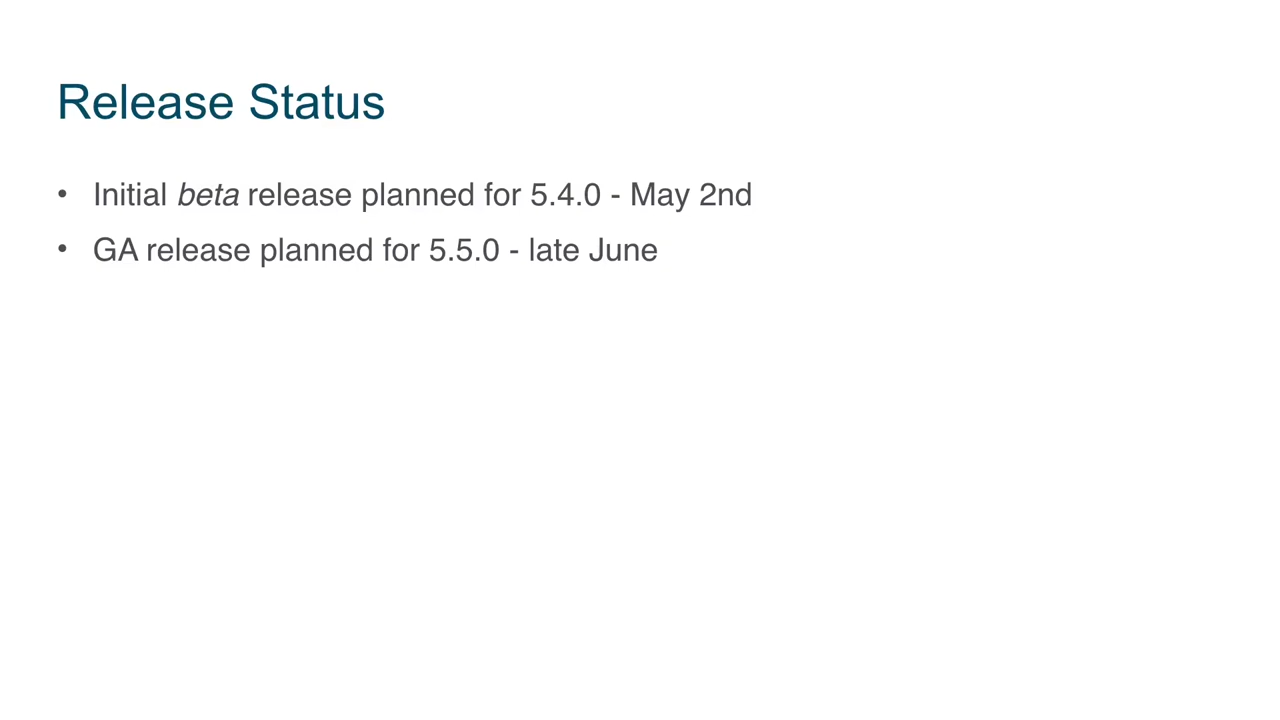 Release Status
• Initial beta release planned for 5.4.0 - May 2nd
• GA release planned for 5.5.0 - late June